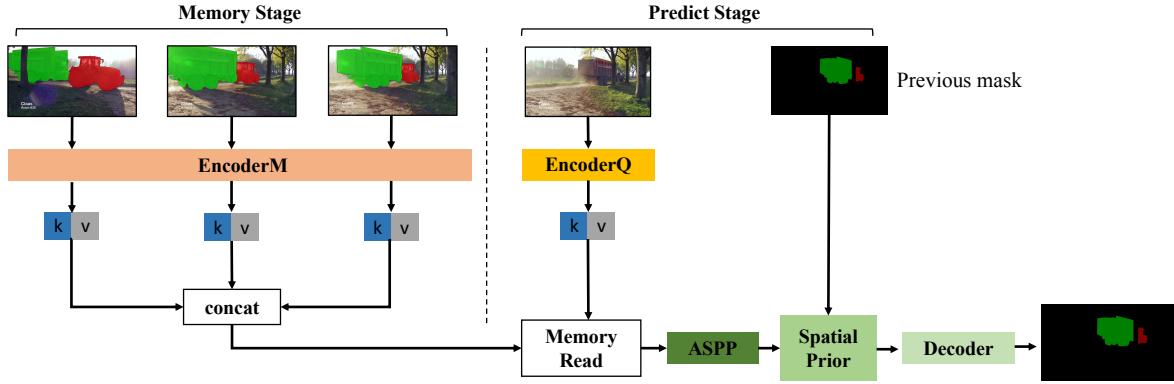 Memory Stage
Predict Stage
Previous mask
EncoderM
EncoderQ
k v
k v
k v
k v
concat
Memory
Read
ASPP
Spatial
Prior
Decoder